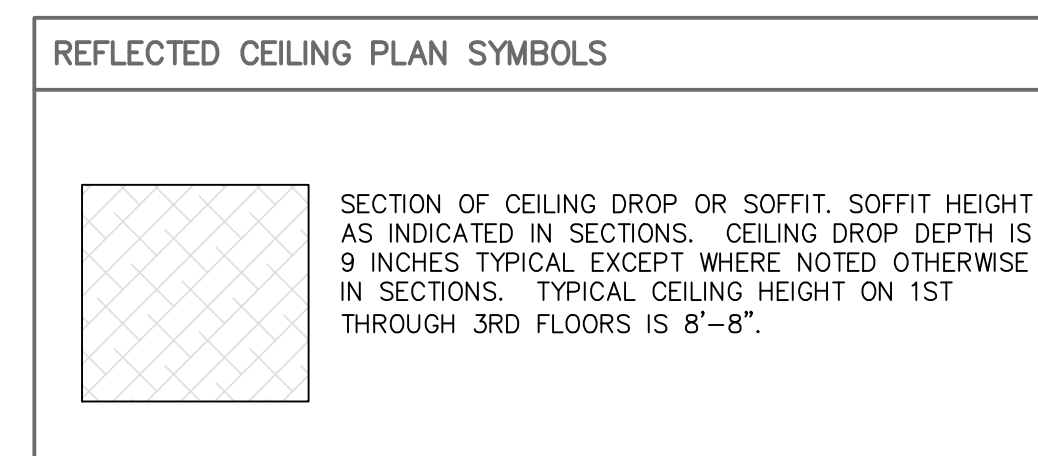 REFLECTED CEILING PLAN SYMBOLS
SECTION OF CEILING DROP OR SOFFIT. SOFFIT HEIGHT
AS INDICATED IN SECTIONS. CEILING DROP DEPTH IS
9 INCHES TYPICAL EXCEPT WHERE NOTED OTHERWISE
IN SECTIONS. TYPICAL CEILING HEIGHT ON 1ST
THROUGH 3RD FLOORS IS 8’–8”.